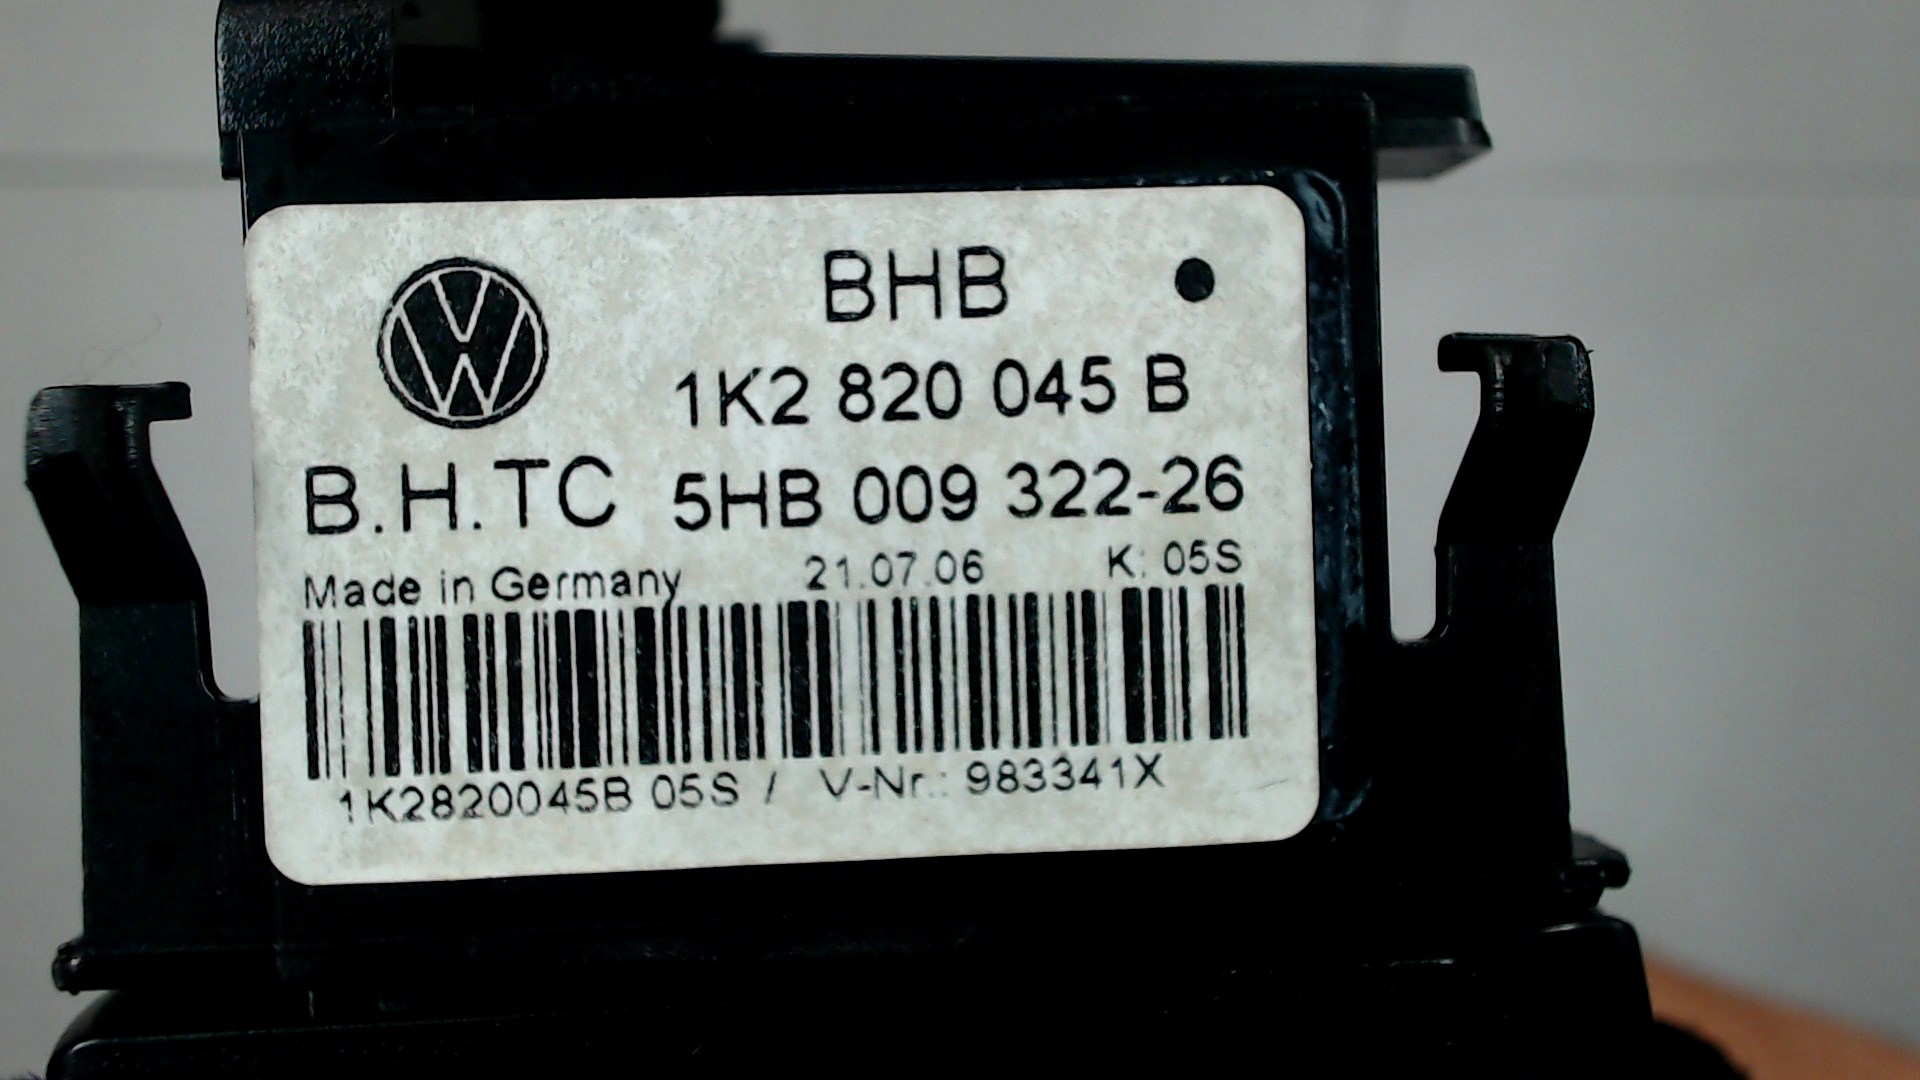 BHB
1K2 820 045 B
B.H.TC 5HB 009 322-26
Made in Germany 21.07.06 K: 05S
1K2820045B 05S / V-Nr.: 983341X